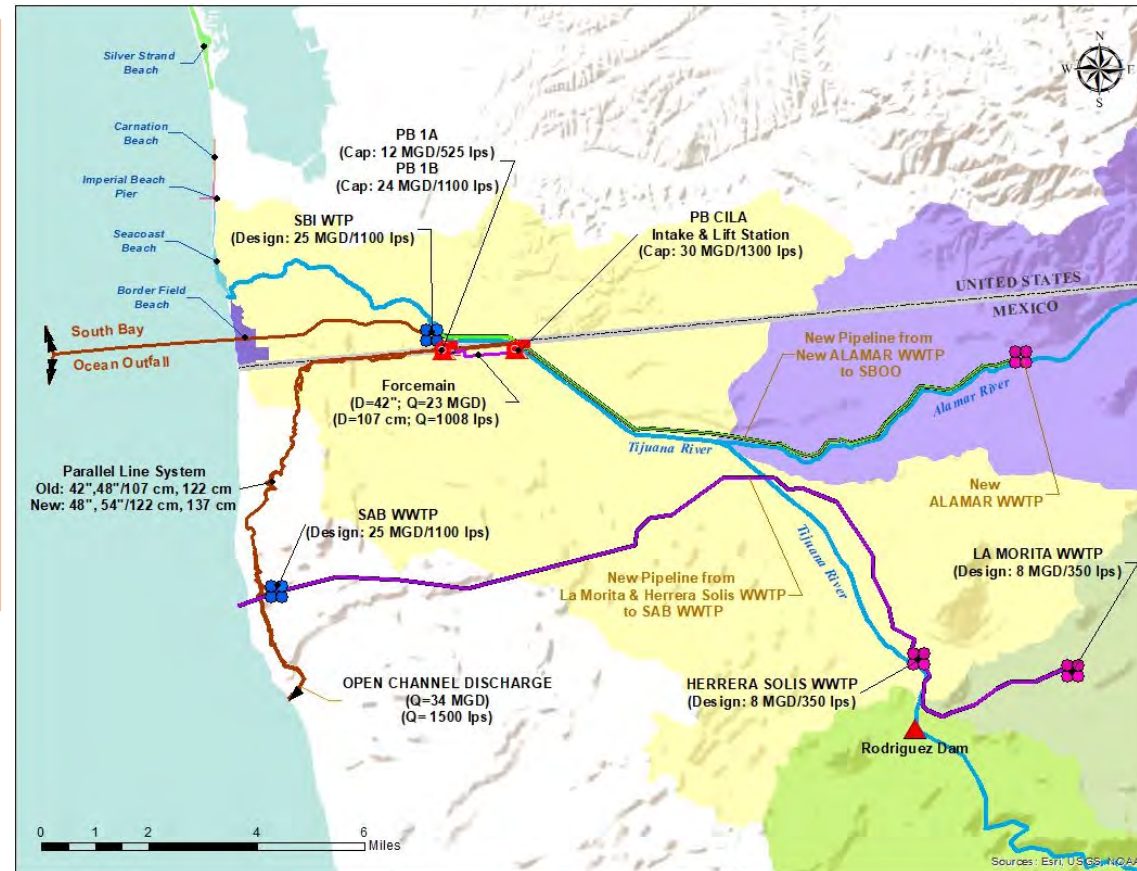 Silver Strand
Beach
Carnation
Beach
Imperial Beach
Pier
Seacoast
Beach
Border Field
Beach
N
W
E
S
PB 1A
(Cap: 12 MGD/525 lps)
PB 1B
(Cap: 24 MGD/1100 lps)
SBI WTP
(Design: 25 MGD/1100 lps)
PB CILA
Intake & Lift Station
(Cap: 30 MGD/1300 lps)
UNITED STATES
MEXICO
South Bay
Ocean Outfall
New Pipeline from
New ALAMAR WWTP
to SBOO
Alamar River
Forcemain
(D=42"; Q=23 MGD)
(D=107 cm; Q=1008 lps)
Tijuana River
New
ALAMAR WWTP
Parallel Line System
Old: 42",48"/107 cm, 122 cm
New: 48", 54"/122 cm, 137 cm
SAB WWTP
(Design: 25 MGD/1100 lps)
Tijuana River
LA MORITA WWTP
(Design: 8 MGD/350 lps)
New Pipeline from
La Morita & Herrera Solis WWTP
to SAB WWTP
OPEN CHANNEL DISCHARGE
(Q=34 MGD)
(Q= 1500 lps)
HERRERA SOLIS WWTP
(Design: 8 MGD/350 lps)
Rodriguez Dam
0 1 2 4 6
Miles
Sources: Esri, USGS, NOAA